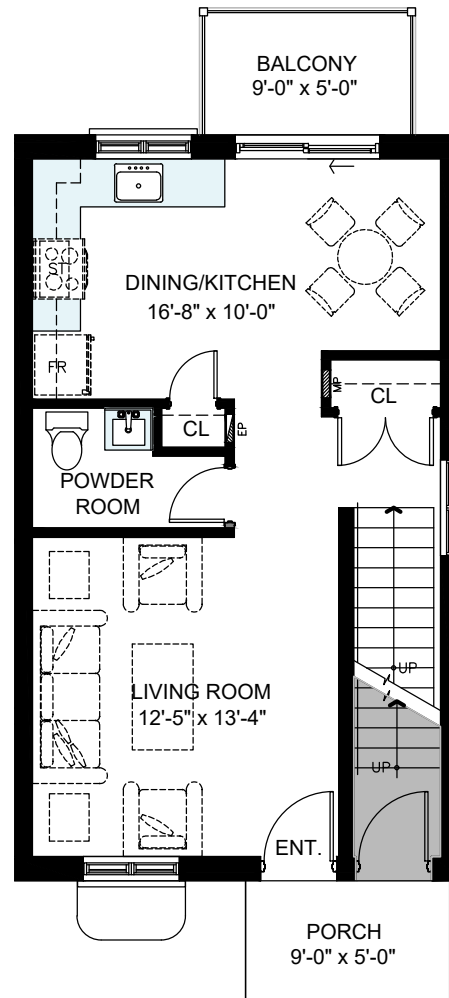 BALCONY
9'-0" x 5'-0"
DINING/KITCHEN
16'-8" x 10'-0"
ST
FR
MP
CL
CL
EP
POWDER
ROOM
UP
LIVING ROOM
12'-5" x 13'-4"
UP
ENT.
PORCH
9'-0" x 5'-0"